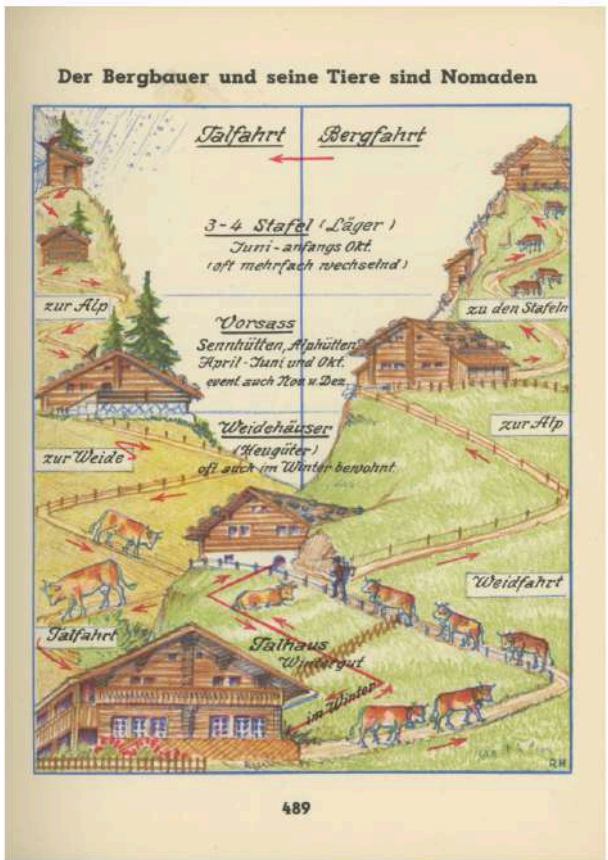 Der Bergbauer und seine Tiere sind Nomaden
Talfahrt
Bergfahrt
3-4 Stafel (Läger)
Juni - anfangs Okt.
(oft mehrfach wechselnd)
zur Alp
zu den Stafeln
Vorsass
Sennhütten, Alphütten
April - Juni und Okt.
event. auch Nov. u. Dez.
Weidehäuser
(Heugüter)
oft auch im Winter bewohnt
zur Weide
zur Alp
Weidfahrt
Talfahrt
Talhaus
Wintergut
im Winter
RH
489